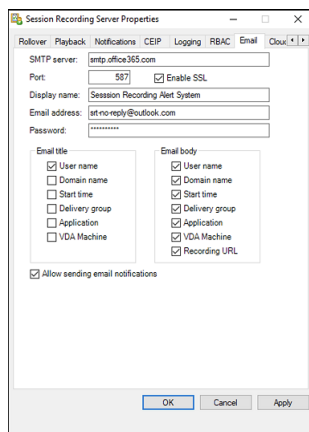 Session Recording Server Properties
Rollover Playback Notifications CEIP Logging RBAC Email
SMTP server: smtp.office365.com
Port: 587 Enable SSL
Display name: Sesssion Recording Alert System
Email address: srt-no-reply@outlook.com
Password: **********
Email title Email body
User name User name
Domain name Domain name
Start time Start time
Delivery group Delivery group
Application Application
VDA Machine VDA Machine
Recording URL
Allow sending email notifications
OK Cancel Apply